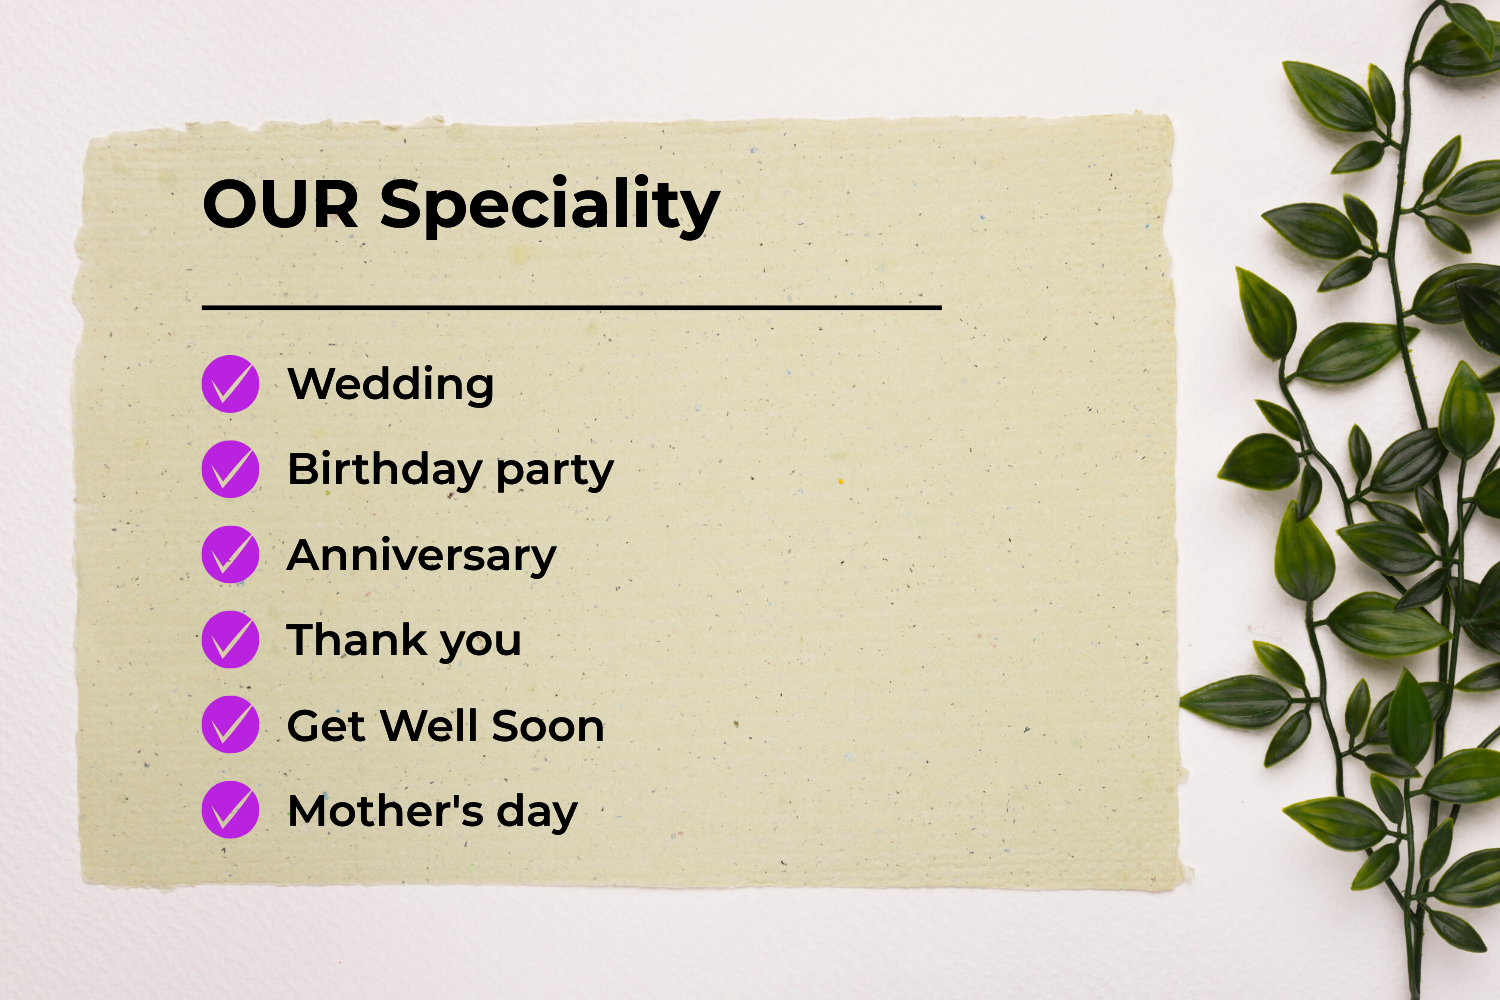 OUR Speciality
Wedding
Birthday party
Anniversary
Thank you
Get Well Soon
Mother's day